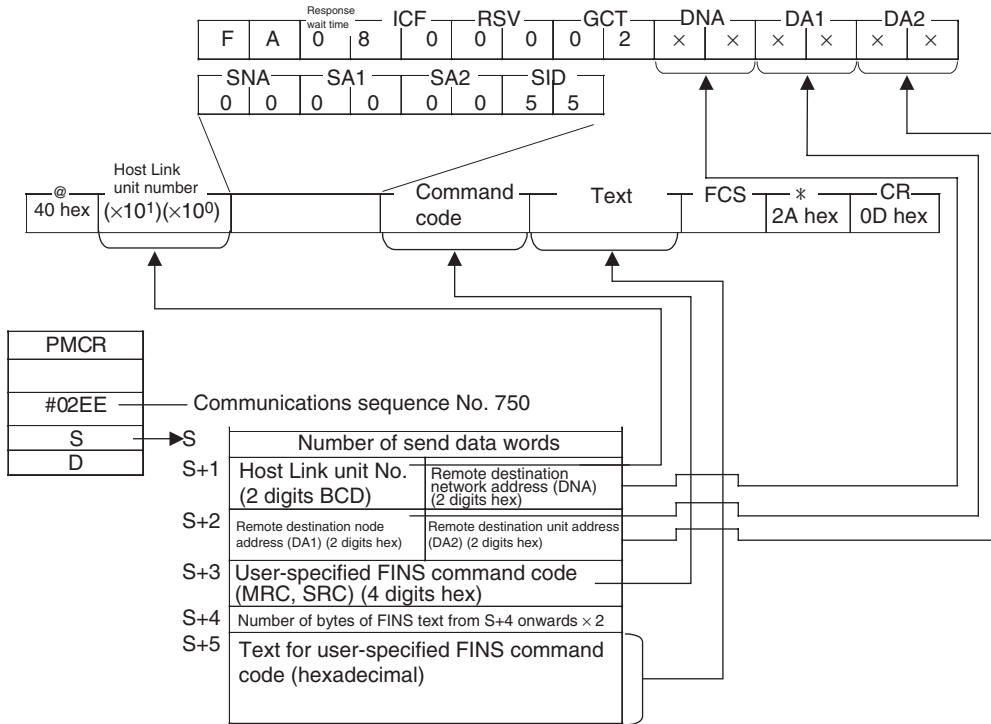 Response
wait time ICF RSV GCT DNA DA1 DA2
F A 0 8 0 0 0 0 2 × × × × × ×
SNA SA1 SA2 SID
0 0 0 0 0 0 5 5
Host Link
unit number
@
40 hex
(×10¹)(×10⁰)
Command
code
Text
FCS
*
2A hex
CR
0D hex
PMCR
#02EE
Communications sequence No. 750
S
D
S Number of send data words
S+1 Host Link unit No.
(2 digits BCD)
Remote destination
network address (DNA)
(2 digits hex)
S+2 Remote destination node
address (DA1) (2 digits hex)
Remote destination unit address
(DA2) (2 digits hex)
S+3 User-specified FINS command code
(MRC, SRC) (4 digits hex)
S+4 Number of bytes of FINS text from S+4 onwards × 2
S+5 Text for user-specified FINS command
code (hexadecimal)